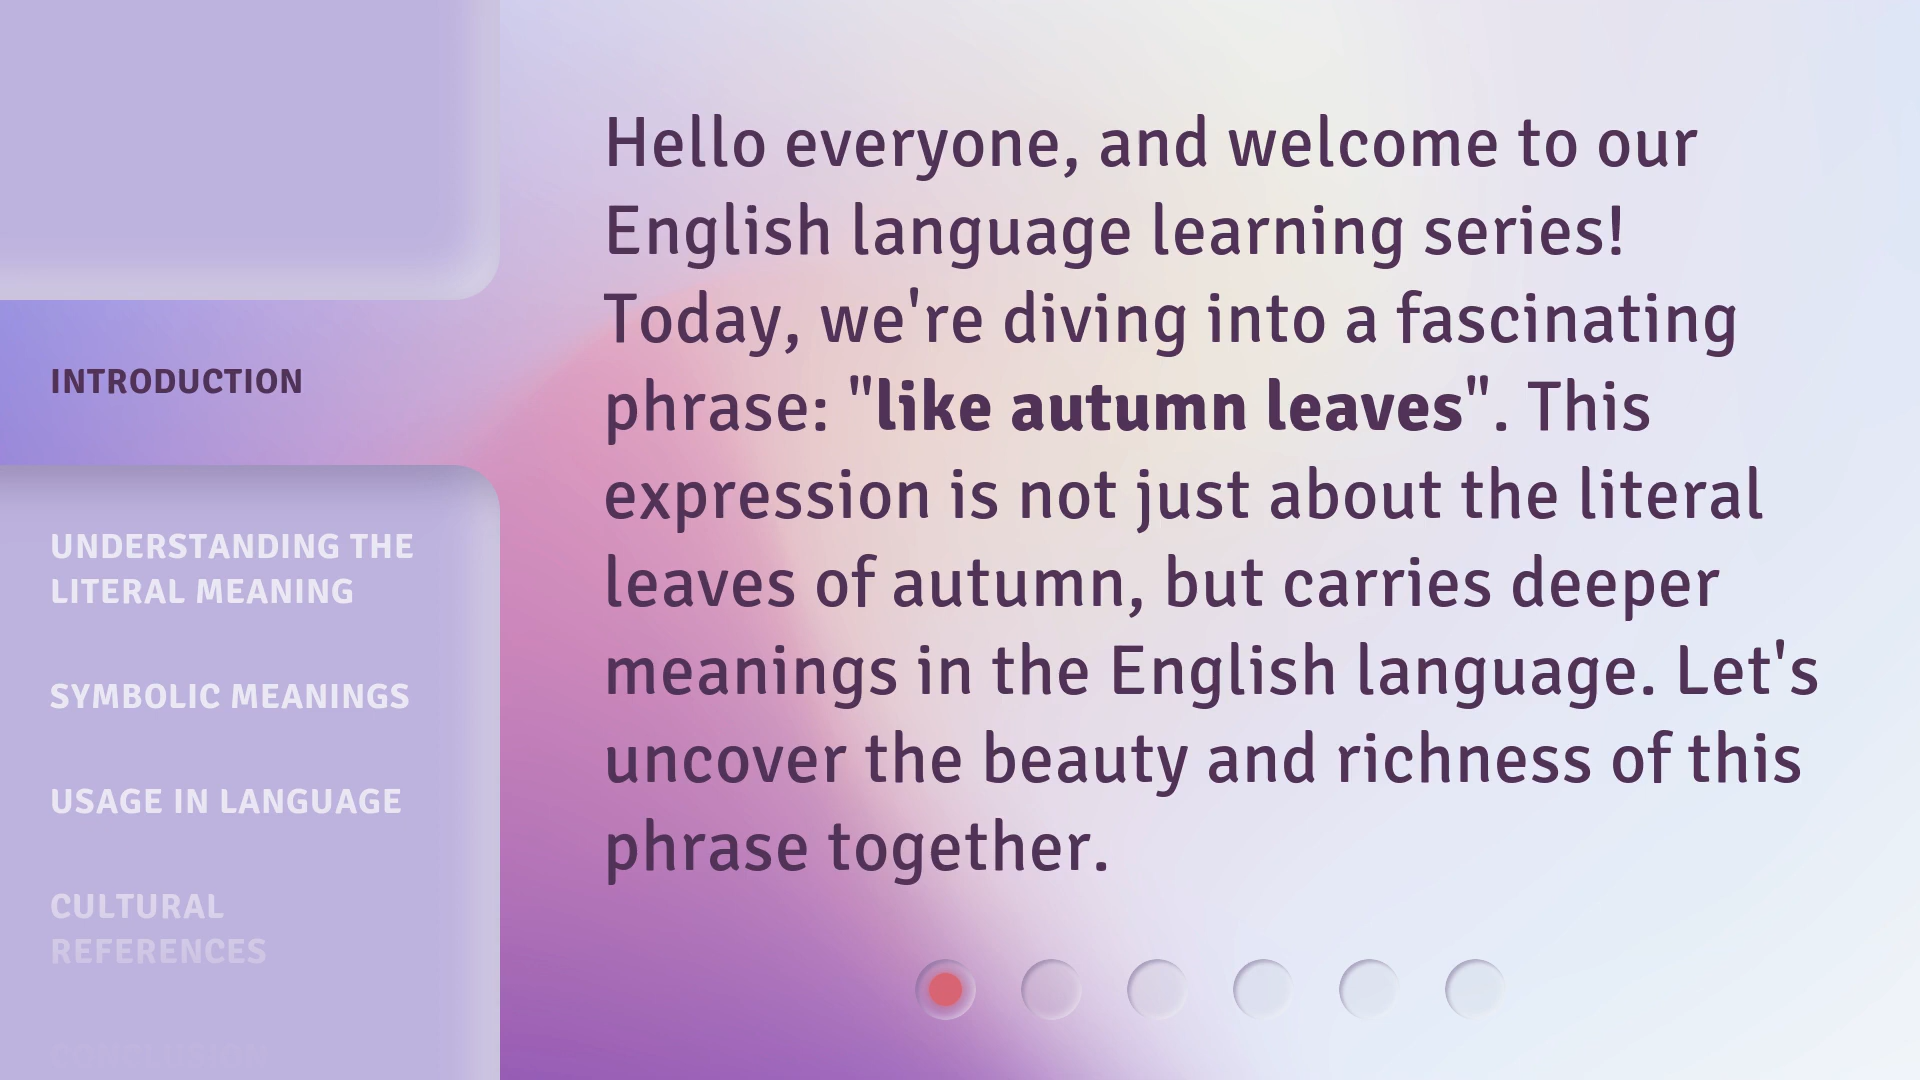 INTRODUCTION
UNDERSTANDING THE
LITERAL MEANING
SYMBOLIC MEANINGS
USAGE IN LANGUAGE
CULTURAL
REFERENCES
CONCLUSION
Hello everyone, and welcome to our
English language learning series!
Today, we're diving into a fascinating
phrase: "like autumn leaves". This
expression is not just about the literal
leaves of autumn, but carries deeper
meanings in the English language. Let's
uncover the beauty and richness of this
phrase together.